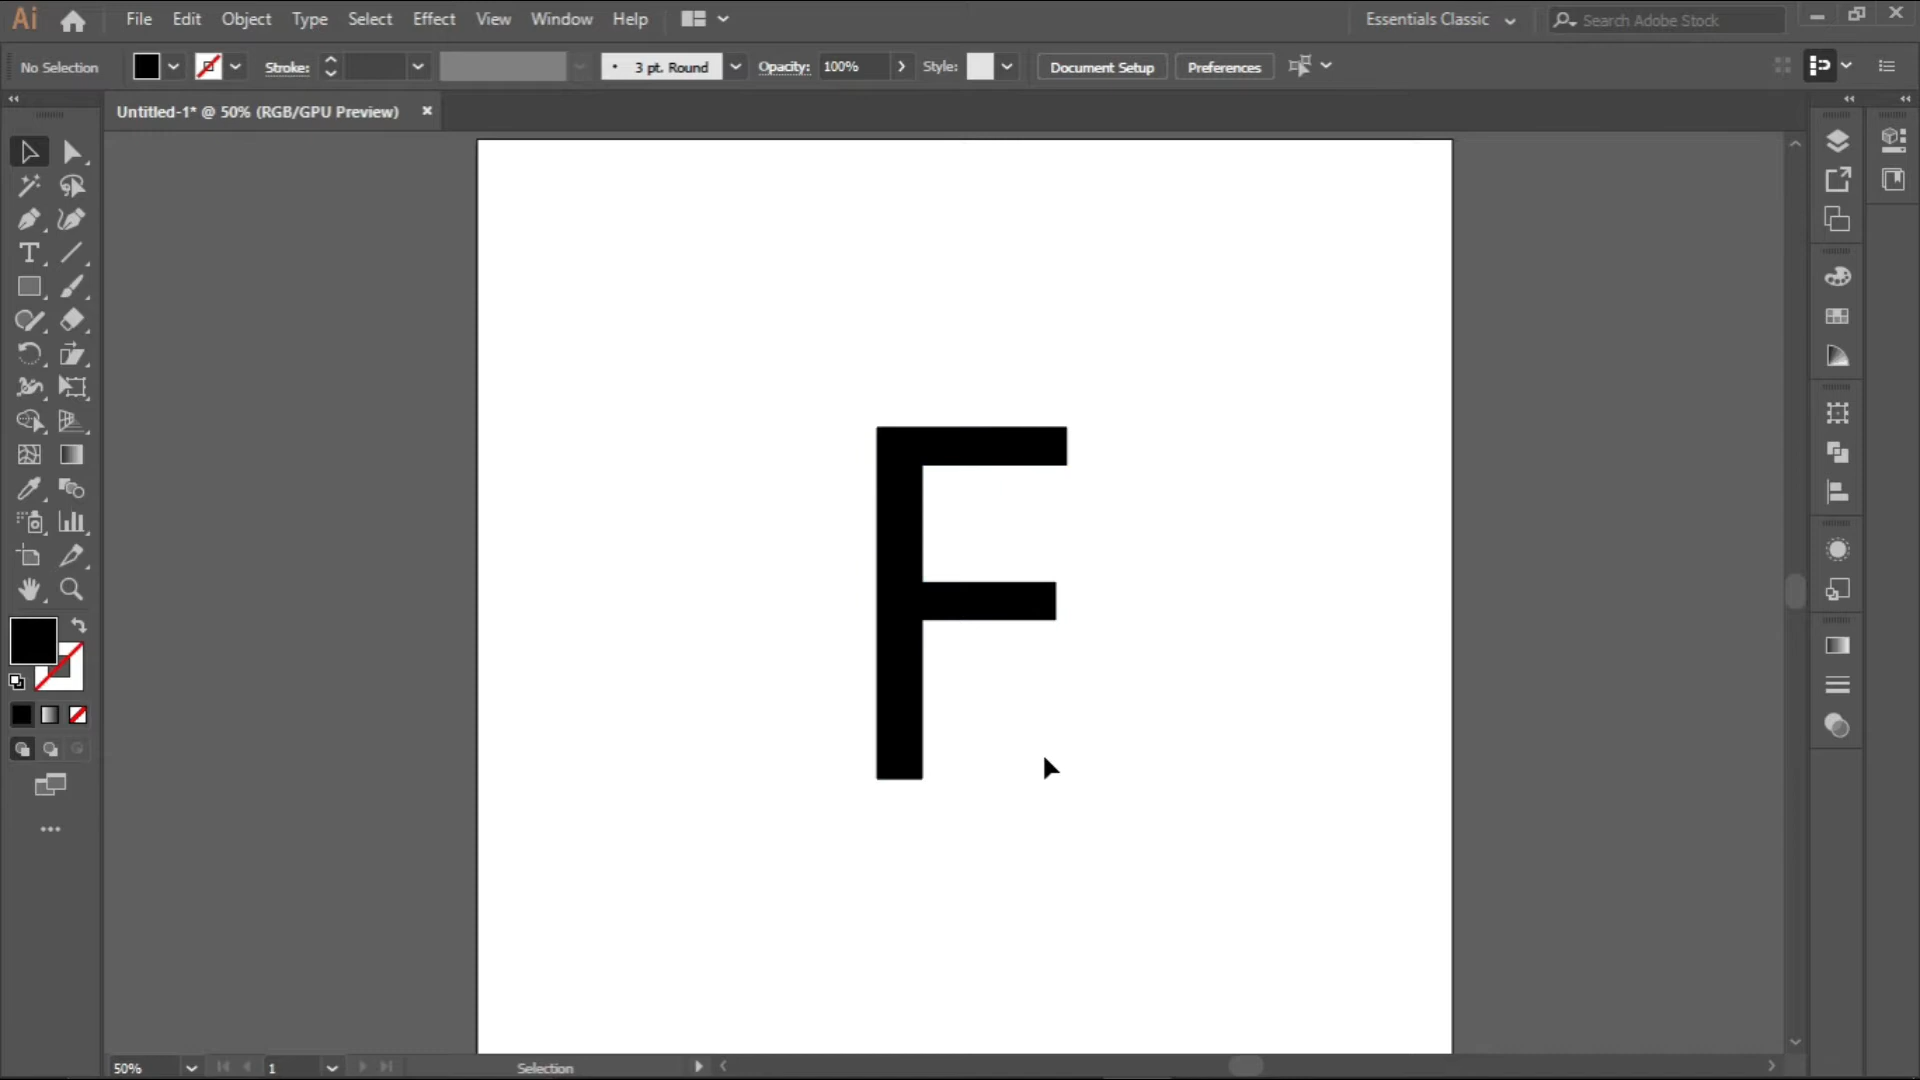 Ai File Edit Object Type Select Effect View Window Help Essentials Classic Search Adobe Stock
No Selection Stroke: 3 pt. Round Opacity: 100% Style: Document Setup Preferences
Untitled-1* @ 50% (RGB/GPU Preview)
F
50% 1 Selection